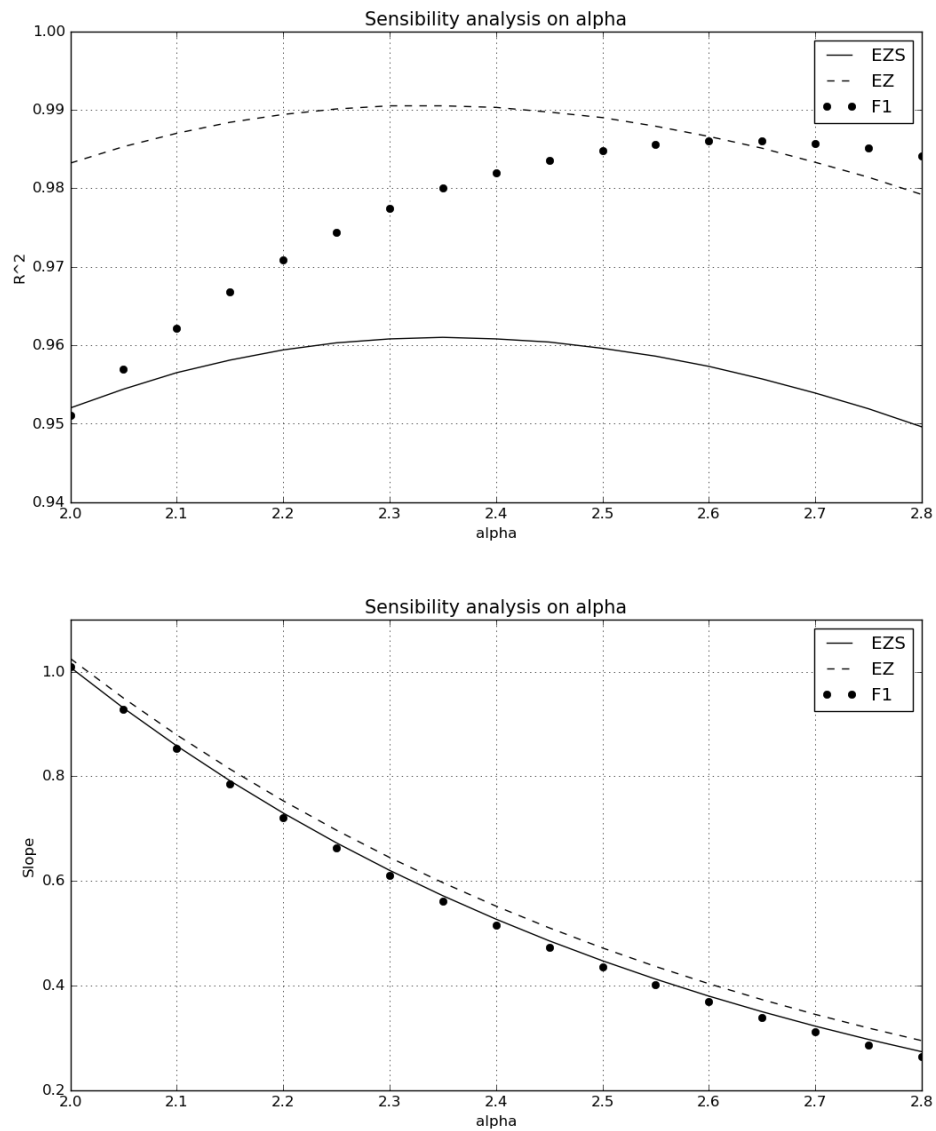 Sensibility analysis on alpha
1.00
0.99
0.98
0.97
0.96
0.95
0.94
R^2
EZS
EZ
F1
2.0 2.1 2.2 2.3 2.4 2.5 2.6 2.7 2.8
alpha
Sensibility analysis on alpha
1.0
0.8
0.6
0.4
0.2
Slope
EZS
EZ
F1
2.0 2.1 2.2 2.3 2.4 2.5 2.6 2.7 2.8
alpha